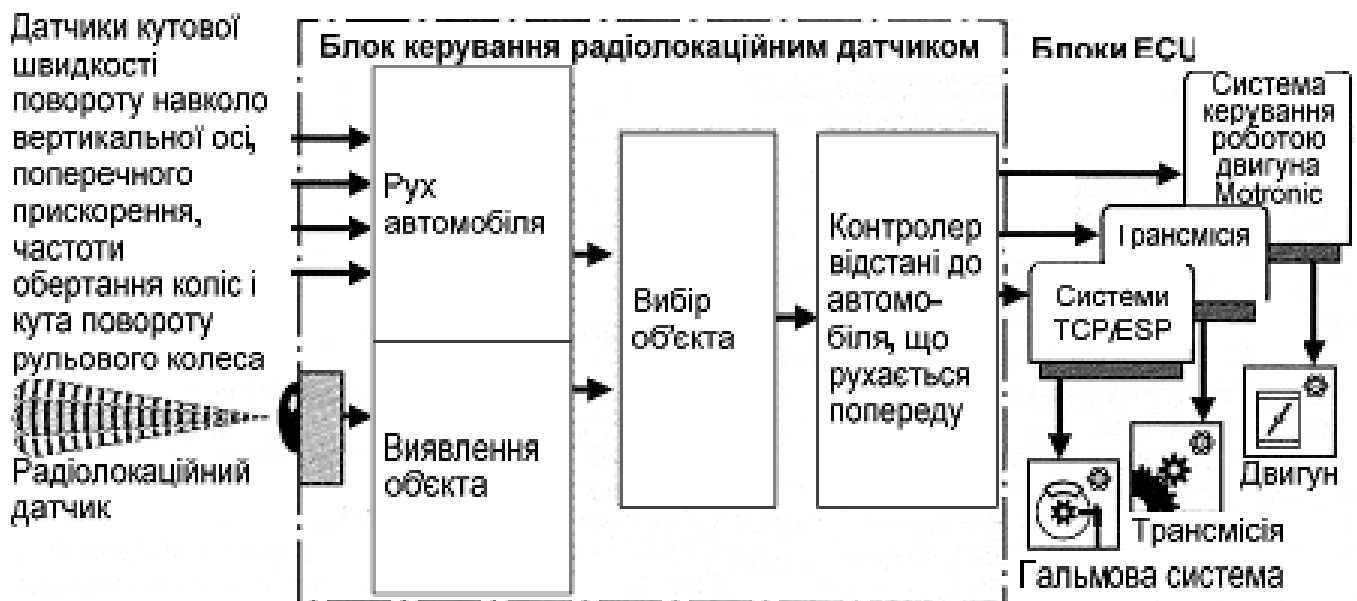 Датчики кутової
швидкості
повороту навколо
вертикальної осі,
поперечного
прискорення,
частоти
обертання коліс і
кута повороту
рульового колеса
Радіолокаційний
датчик
Блок керування радіолокаційним датчиком
Рух
автомобіля
Виявлення
об'єкта
Вибір
об'єкта
Контролер
відстані до
автомо-
біля, що
рухається
попереду
Блоки ECU
Система
керування
роботою
двигуна
Motronic
Трансмісія
Системи
TCP/ESP
Двигун
Трансмісія
Гальмова система